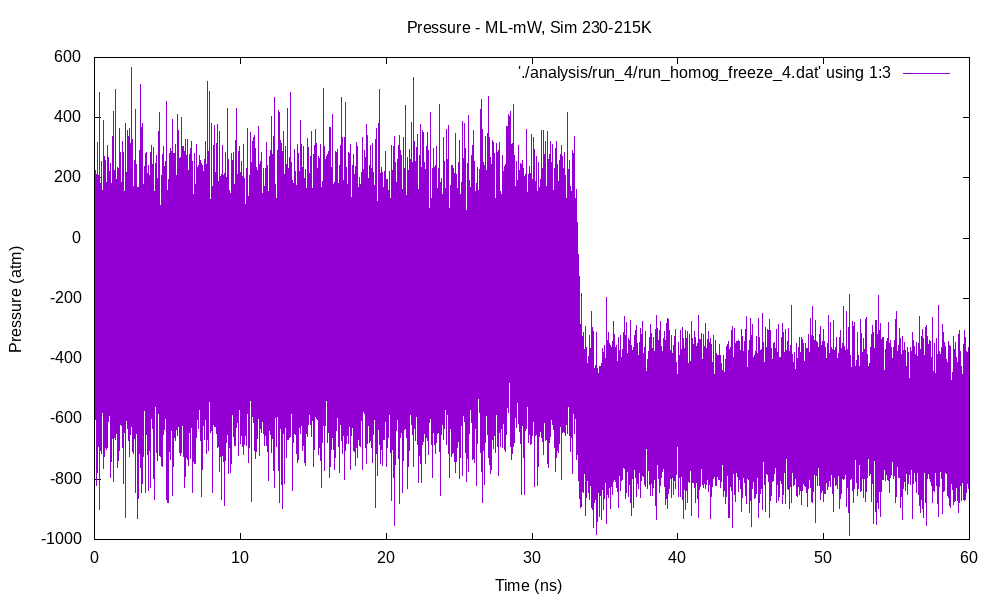 Pressure - ML-mW, Sim 230-215K
'./analysis/run_4/run_homog_freeze_4.dat' using 1:3
600
400
200
0
-200
-400
-600
-800
-1000
Pressure (atm)
0 10 20 30 40 50 60
Time (ns)